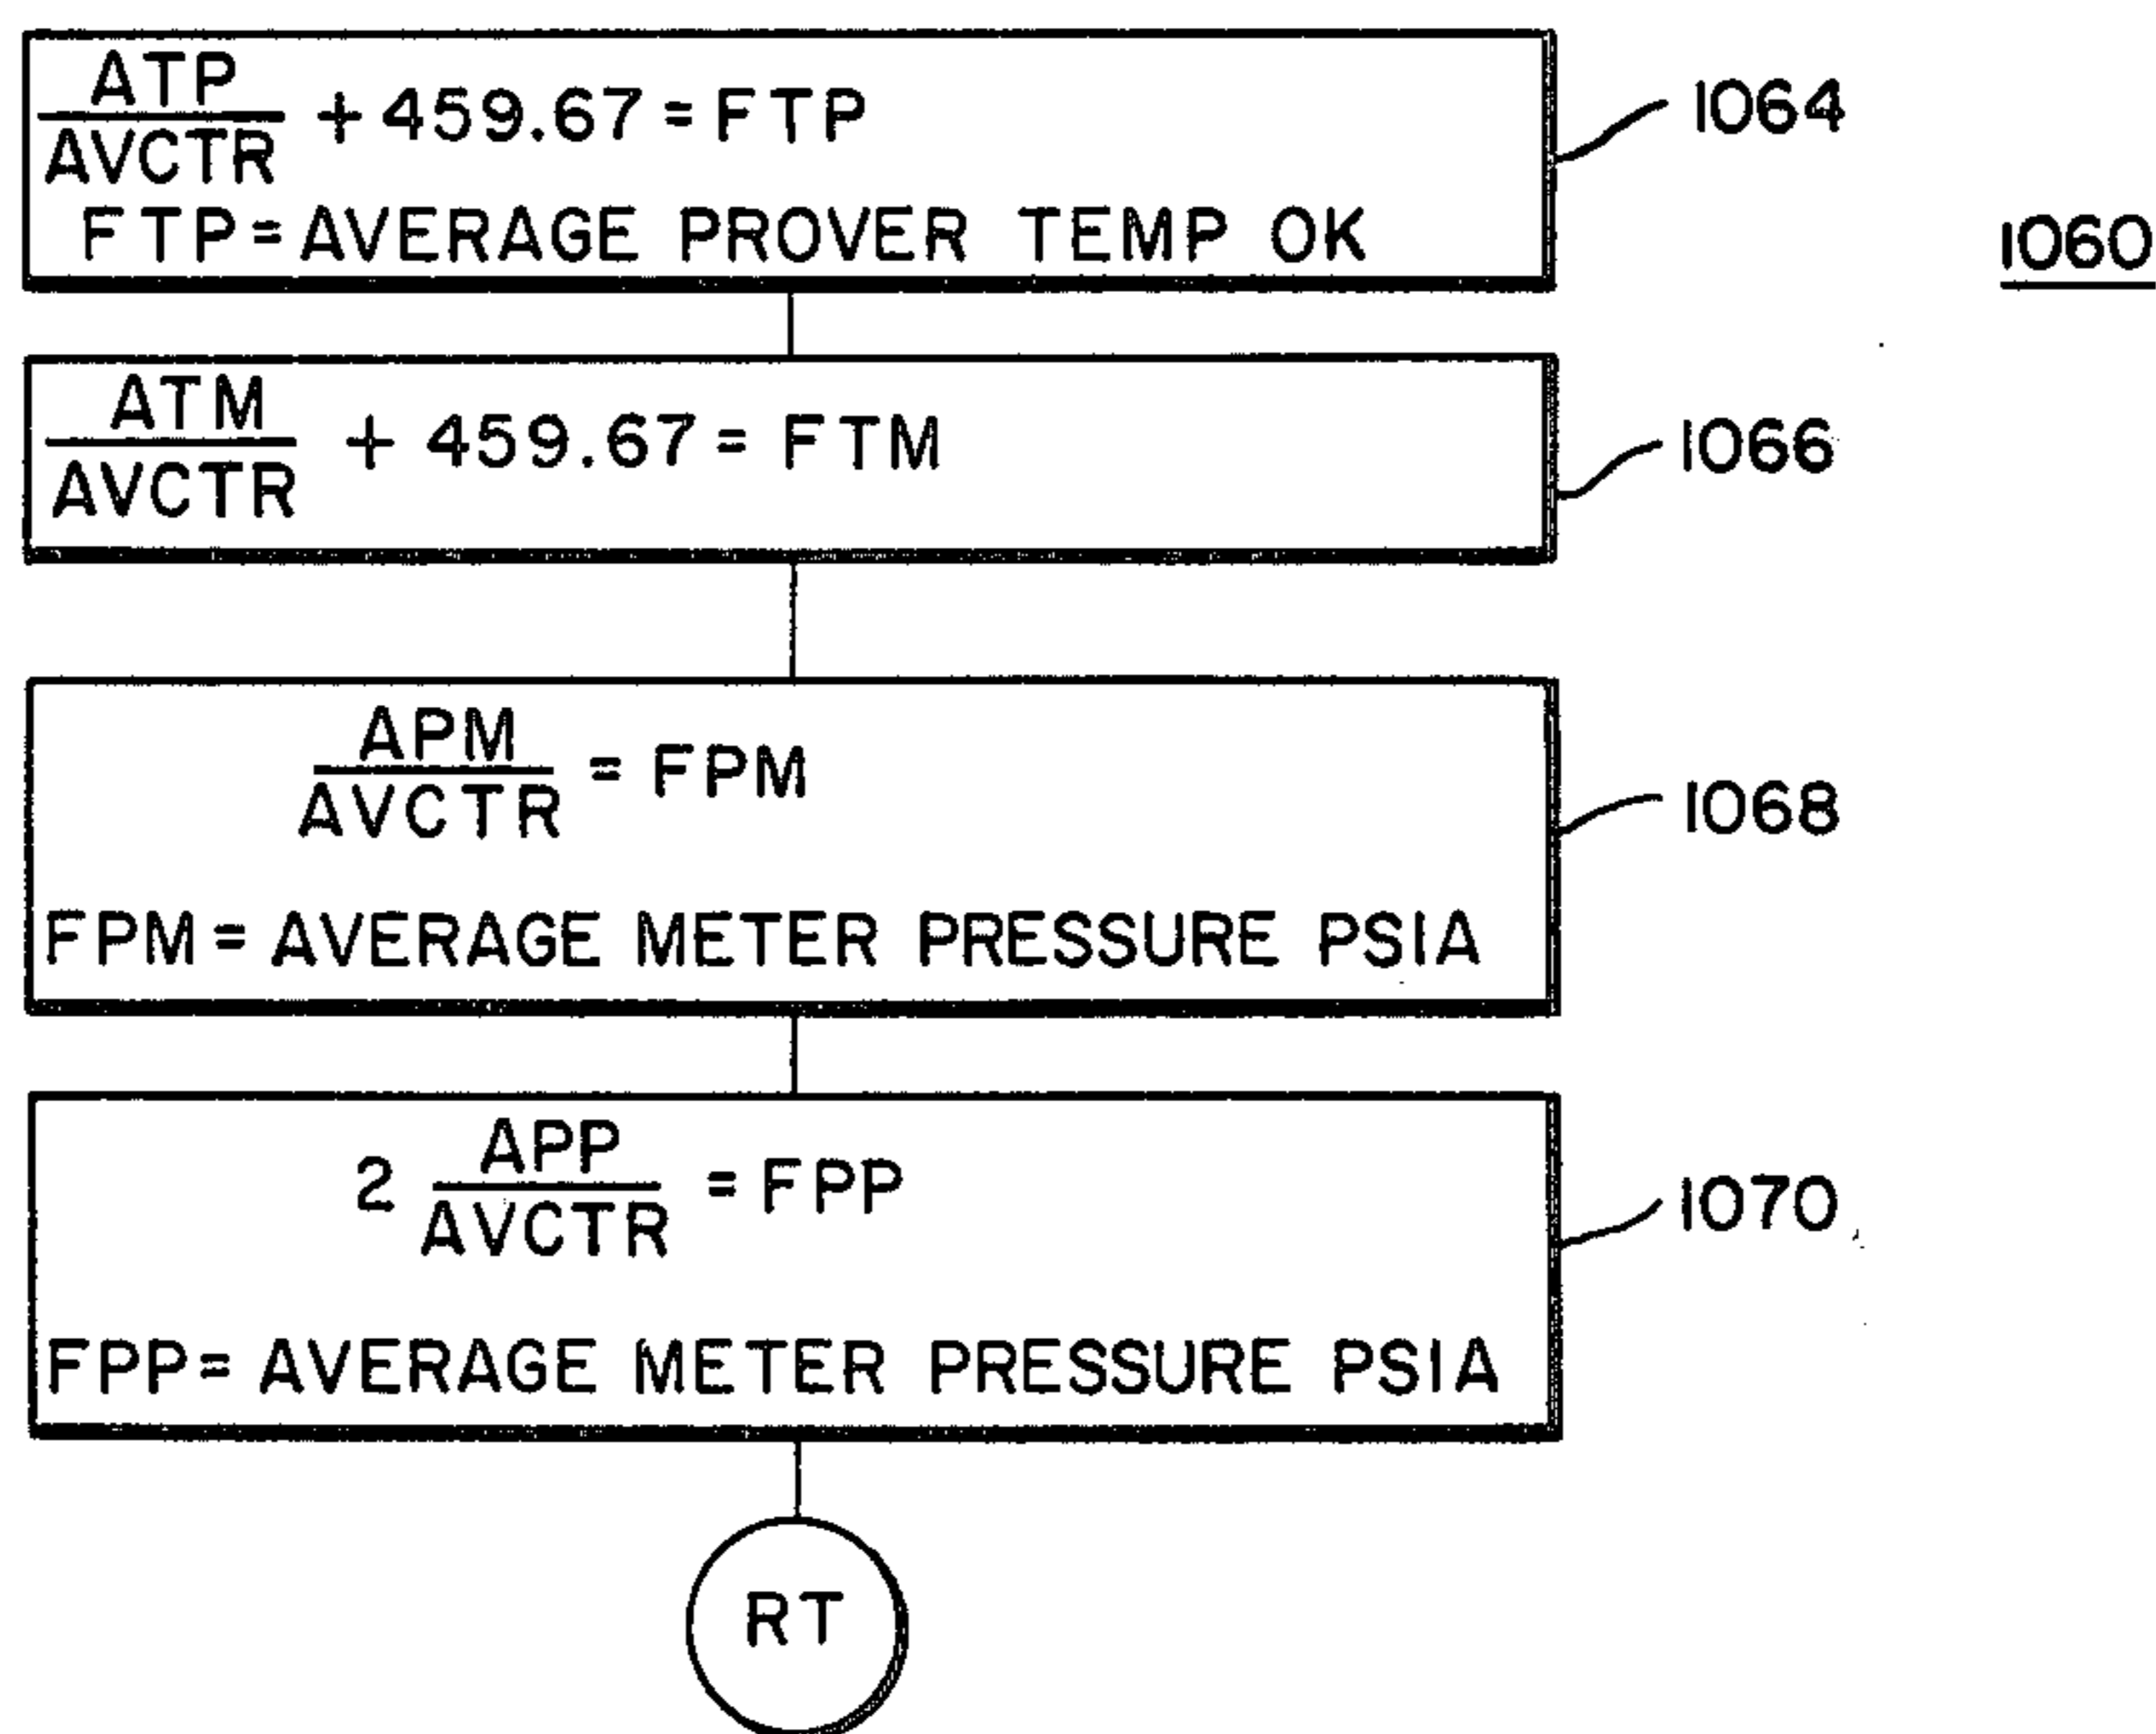 ATP
AVCTR
+ 459.67 = FTP
FTP = AVERAGE PROVER TEMP OK
1064
1060
ATM
AVCTR
+ 459.67 = FTM
1066
APM
AVCTR
= FPM
FPM = AVERAGE METER PRESSURE PSIA
1068
2
APP
AVCTR
= FPP
FPP = AVERAGE METER PRESSURE PSIA
1070
RT